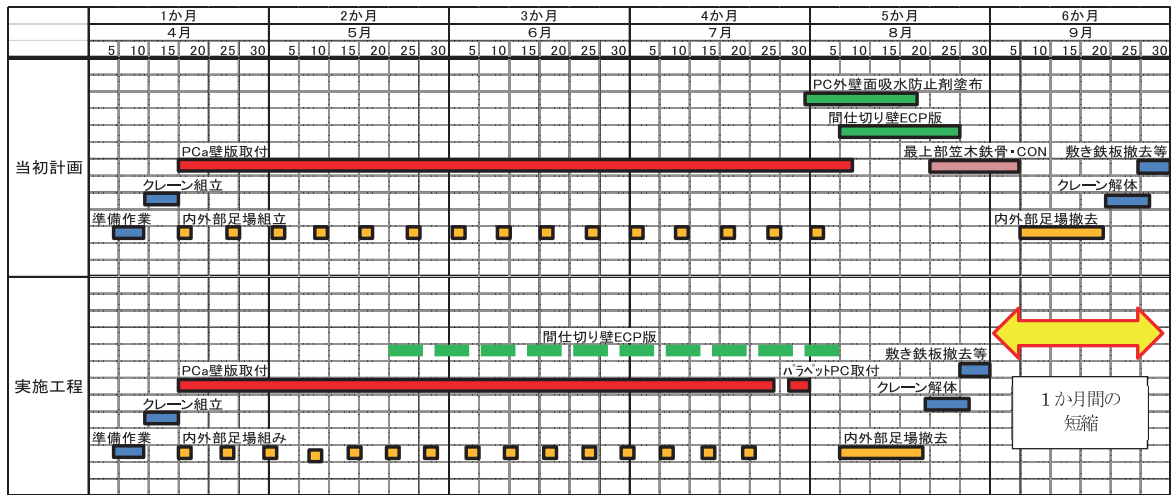 1か月 2か月 3か月 4か月 5か月 6か月
4月 5月 6月 7月 8月 9月
5 10 15 20 25 30 5 10 15 20 25 30 5 10 15 20 25 30 5 10 15 20 25 30 5 10 15 20 25 30 5 10 15 20 25 30
当初計画
PC外壁面吸水防止剤塗布
間仕切り壁ECP版
PCa壁版取付
最上部笠木鉄骨・CON
敷き鉄板撤去等
クレーン組立
クレーン解体
準備作業
内外部足場組立
内外部足場撤去
実施工程
間仕切り壁ECP版
敷き鉄板撤去等
PCa壁版取付
パラペットPC取付
クレーン組立
クレーン解体
準備作業
内外部足場組み
内外部足場撤去
1か月間の
短縮